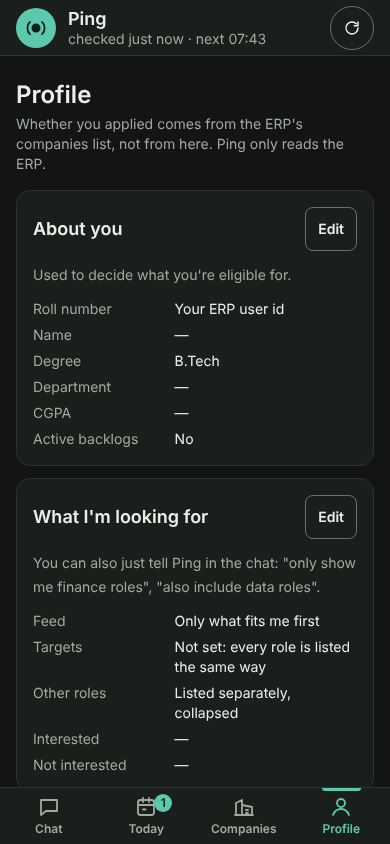 Ping
checked just now · next 07:43
Profile
Whether you applied comes from the ERP's
companies list, not from here. Ping only reads the
ERP.
About you
Edit
Used to decide what you're eligible for.
Roll number Your ERP user id
Name —
Degree B.Tech
Department —
CGPA —
Active backlogs No
What I'm looking for
Edit
You can also just tell Ping in the chat: "only show
me finance roles", "also include data roles".
Feed Only what fits me first
Targets Not set: every role is listed
the same way
Other roles Listed separately,
collapsed
Interested —
Not interested —
1
Chat Today Companies Profile